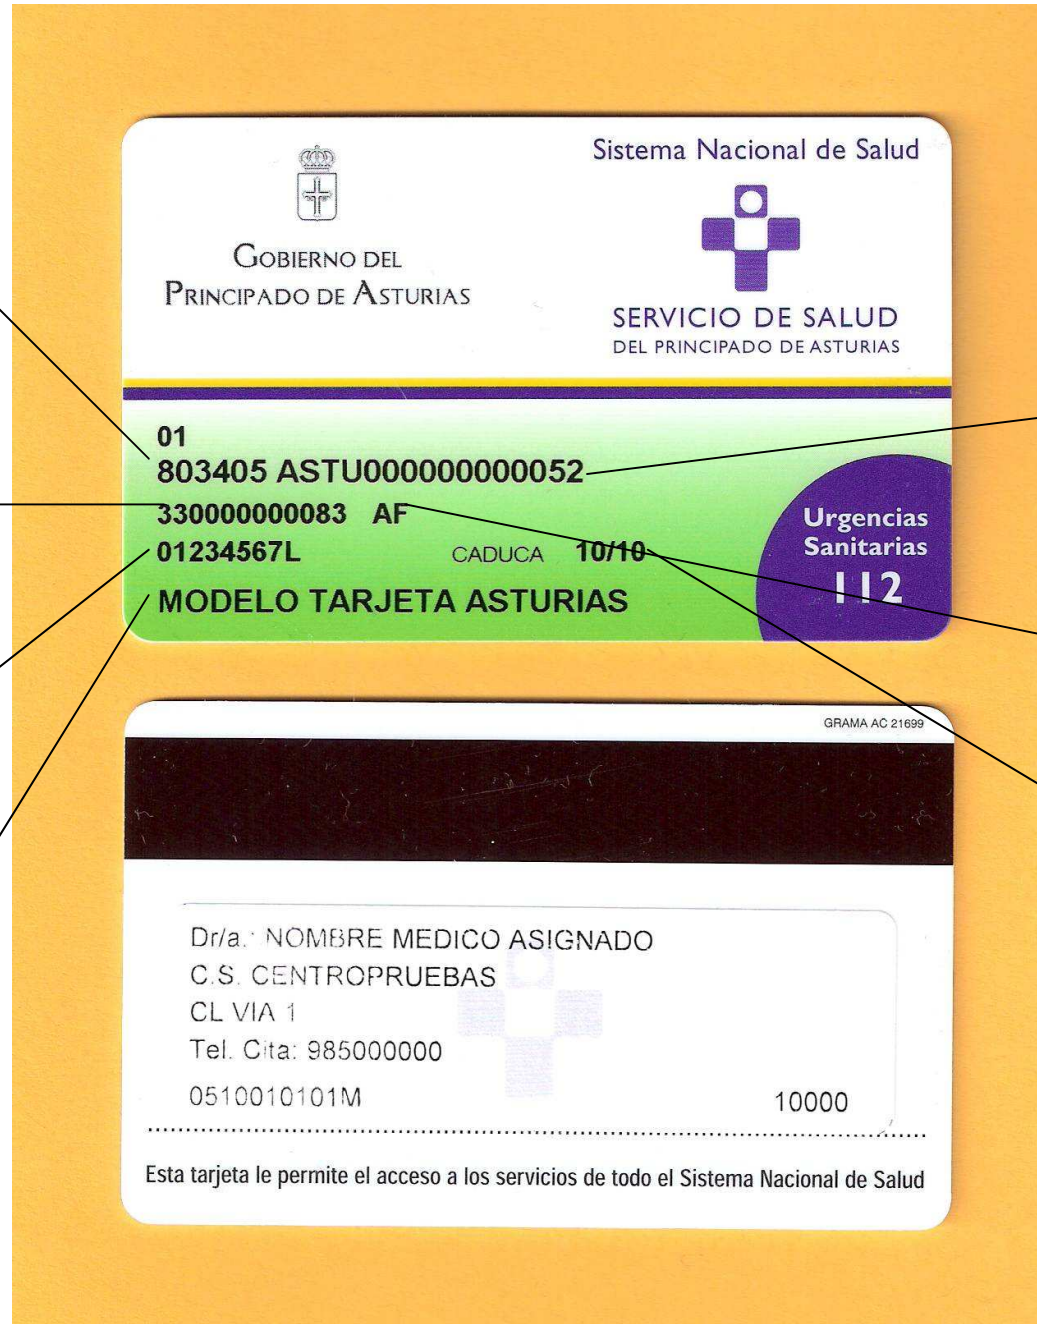 Sistema Nacional de Salud
GOBIERNO DEL
PRINCIPADO DE ASTURIAS
SERVICIO DE SALUD
DEL PRINCIPADO DE ASTURIAS
01
803405 ASTU000000000052
330000000083 AF
01234567L CADUCA 10/10
MODELO TARJETA ASTURIAS
Urgencias
Sanitarias
112
GRAMA AC 21699
Dr/a.: NOMBRE MEDICO ASIGNADO
C.S. CENTROPRUEBAS
CL VIA 1
Tel. Cita: 985000000
0510010101M 10000
Esta tarjeta le permite el acceso a los servicios de todo el Sistema Nacional de Salud